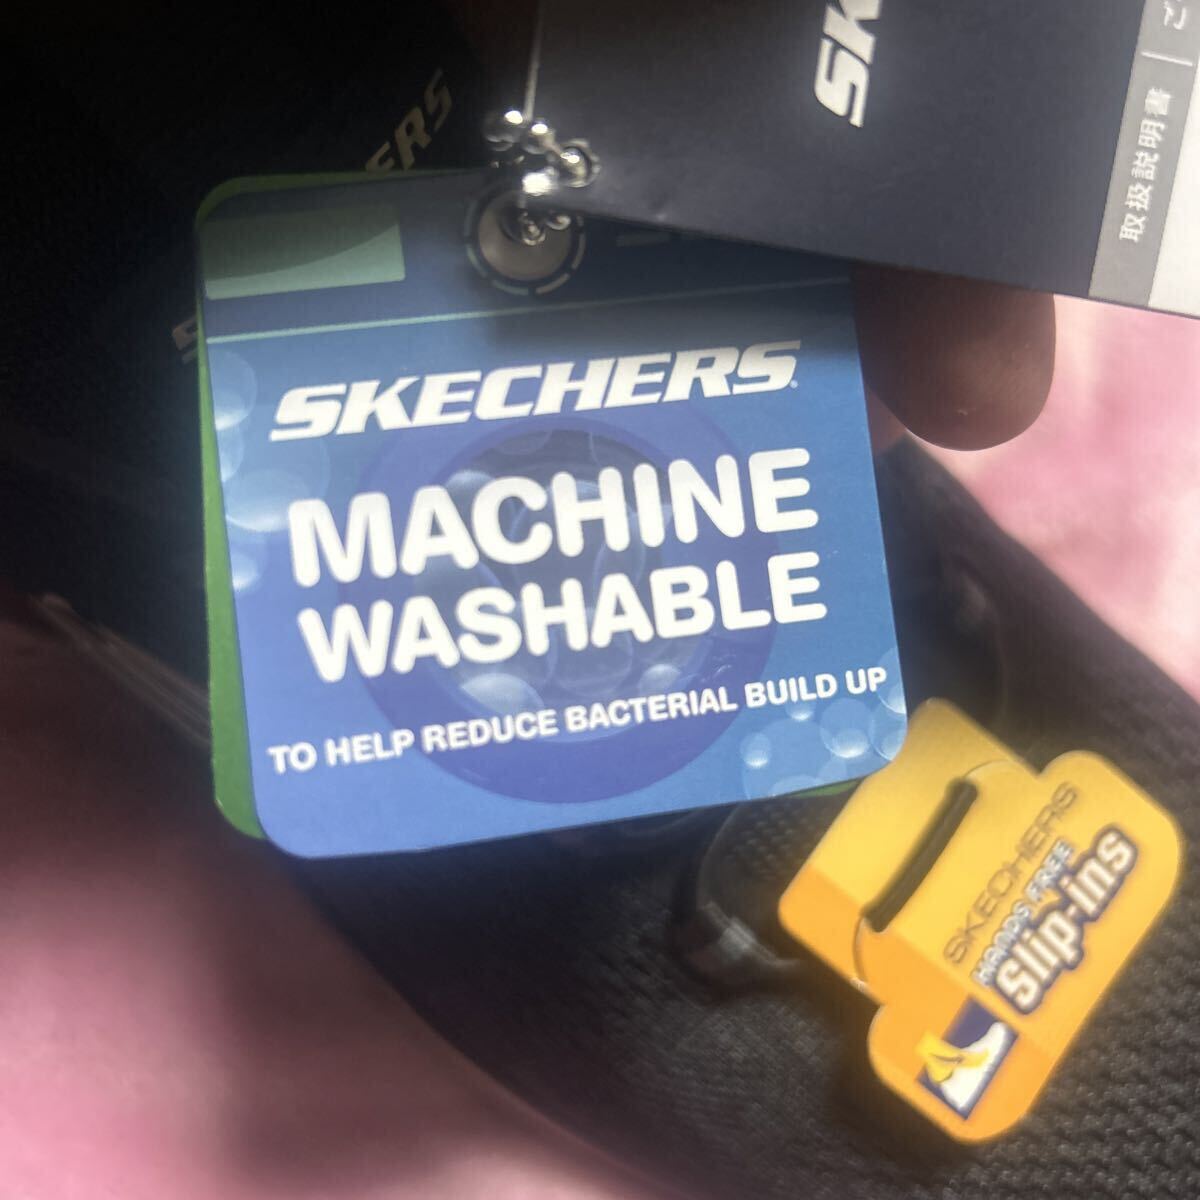 SKECHERS
MACHINE
WASHABLE
TO HELP REDUCE BACTERIAL BUILD UP
取扱説明書
SKECHERS
HANDS FREE
Slip-ins